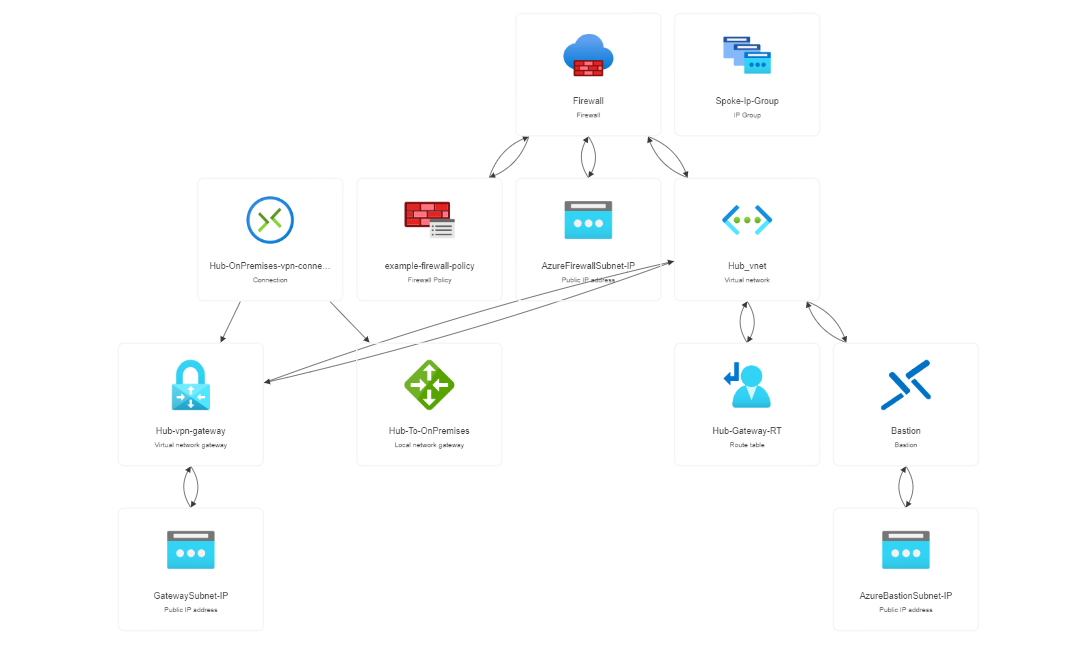 Firewall
Firewall
Spoke-Ip-Group
IP Group
Hub-OnPremises-vpn-conne...
Connection
example-firewall-policy
Firewall Policy
AzureFirewallSubnet-IP
Public IP address
Hub_vnet
Virtual network
Hub-vpn-gateway
Virtual network gateway
Hub-To-OnPremises
Local network gateway
Hub-Gateway-RT
Route table
Bastion
Bastion
GatewaySubnet-IP
Public IP address
AzureBastionSubnet-IP
Public IP address